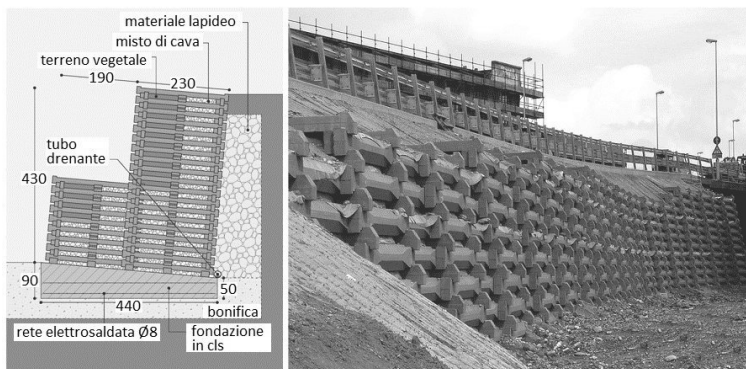 materiale lapideo
misto di cava
terreno vegetale
190
230
tubo
drenante
430
90
50
440
bonifica
rete elettrosaldata Ø8
fondazione
in cls